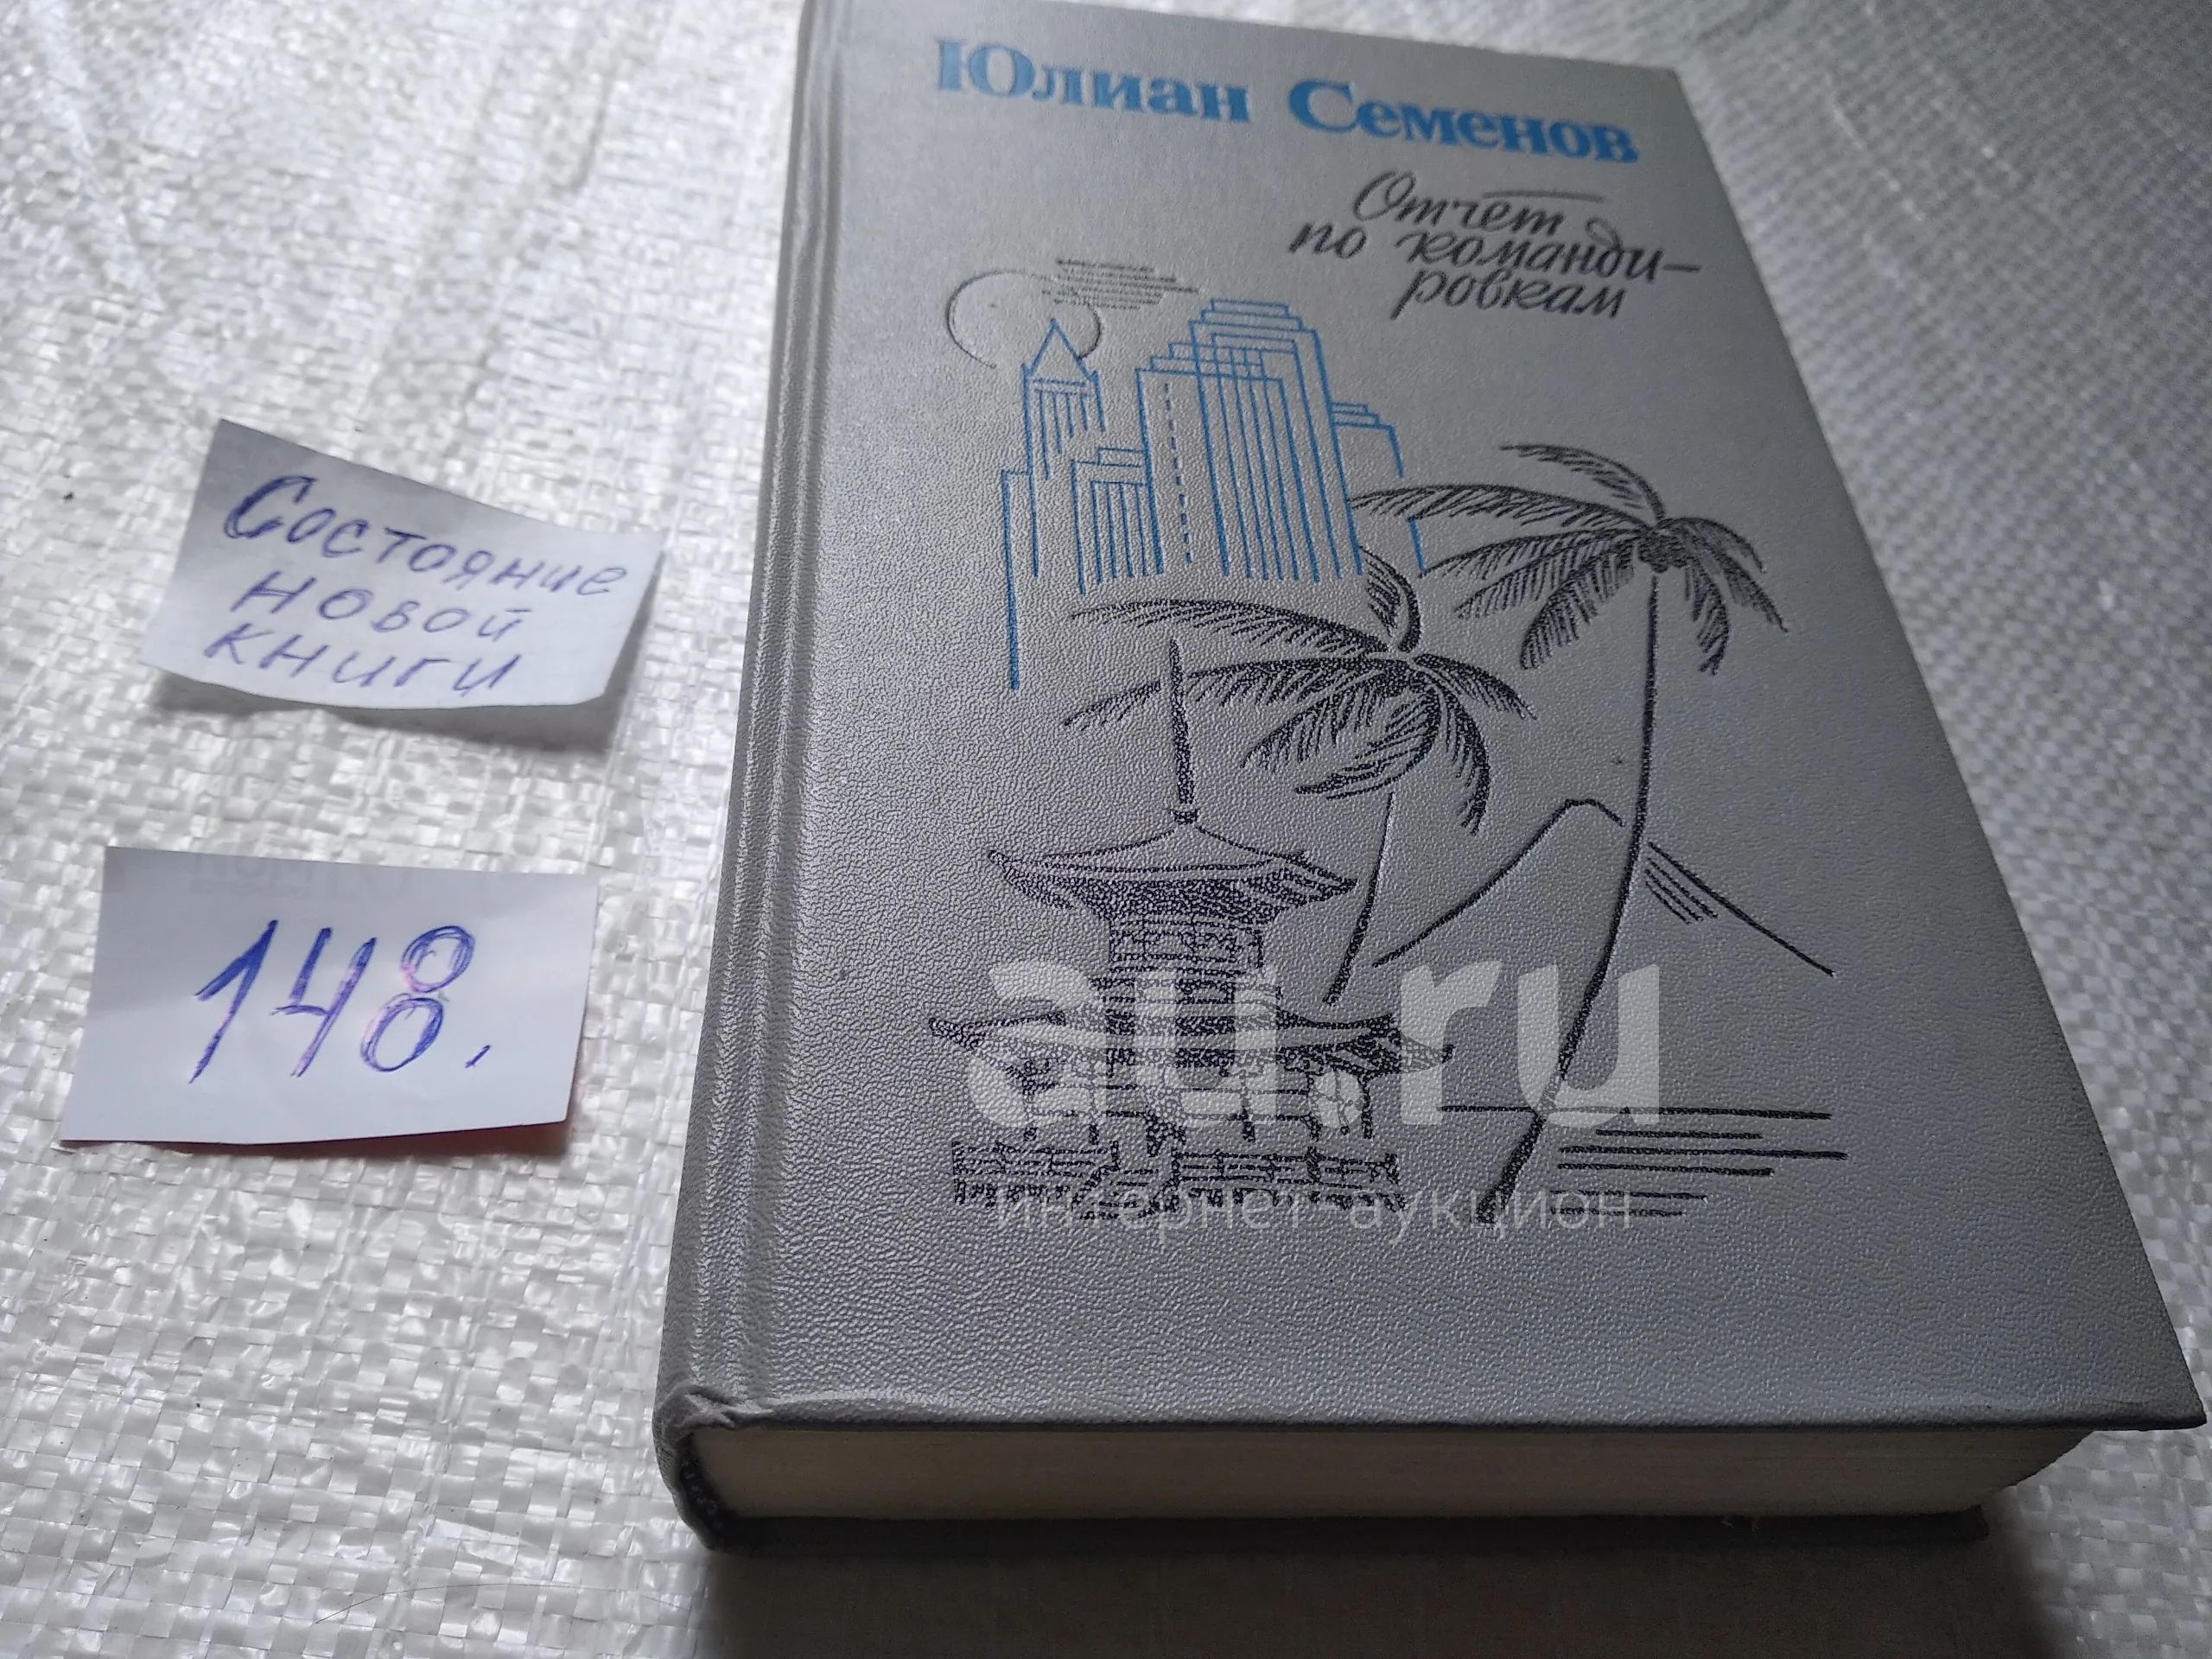 Юлиан Семенов
Отчет
по команди-
ровкам
Состояние
новой
книги
148.
au.ru
интернет-аукцион